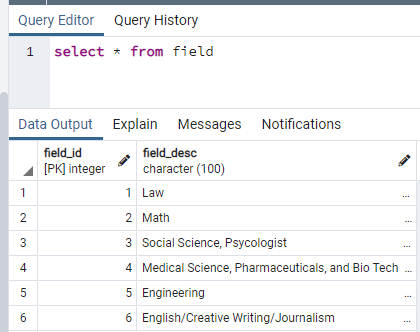 Query Editor Query History
1 select * from field
Data Output Explain Messages Notifications
field_id field_desc
[PK] integer character (100)
1 1 Law ...
2 2 Math ...
3 3 Social Science, Psycologist ...
4 4 Medical Science, Pharmaceuticals, and Bio Tech ...
5 5 Engineering ...
6 6 English/Creative Writing/Journalism ...